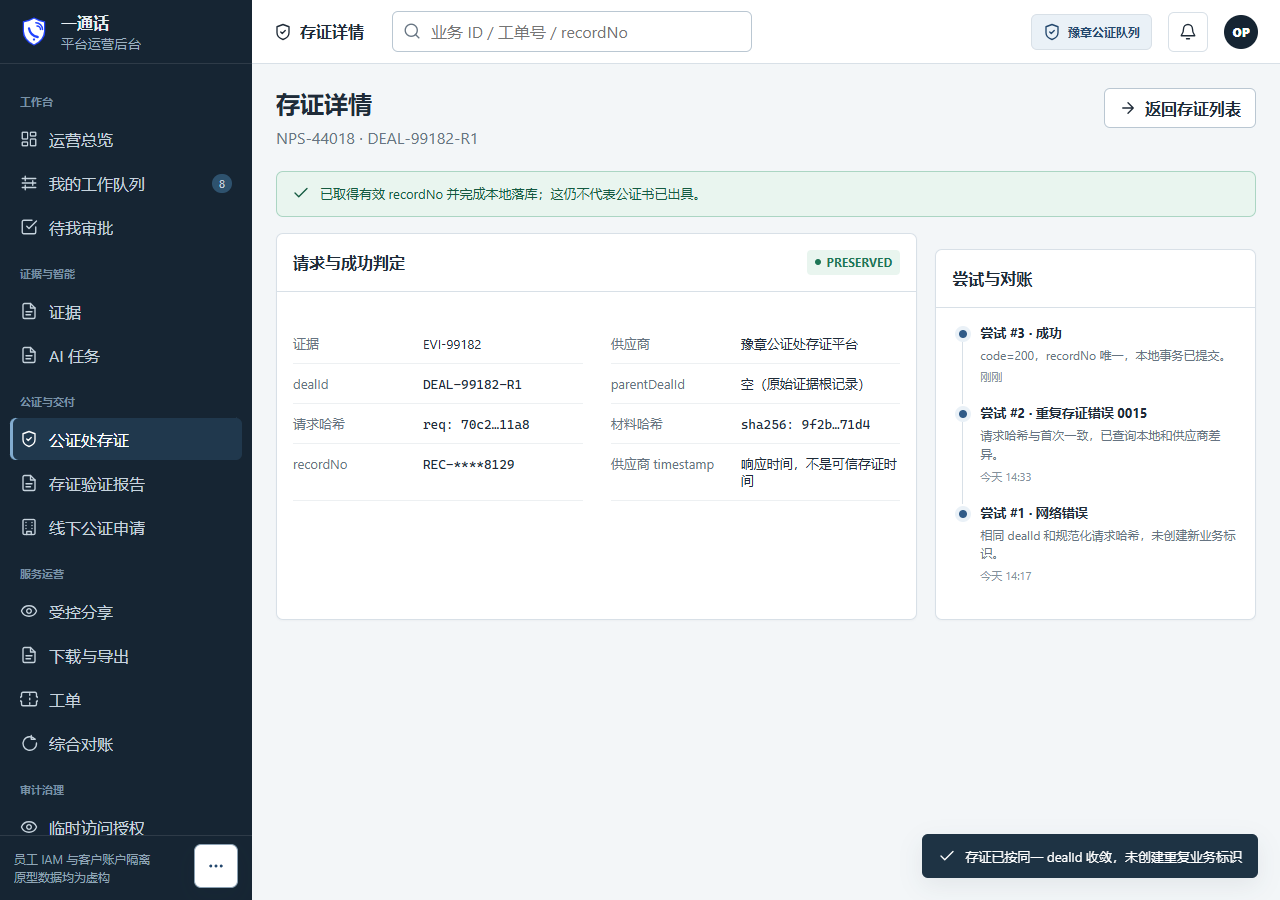 一通话
平台运营后台
工作台
运营总览
我的工作队列
8
待我审批
证据与智能
证据
AI 任务
公证与交付
公证处存证
存证验证报告
线下公证申请
服务运营
受控分享
下载与导出
工单
综合对账
审计治理
临时访问授权
员工 IAM 与客户账户隔离
原型数据均为虚构
存证详情
业务 ID / 工单号 / recordNo
豫章公证队列
OP
存证详情
NPS-44018 · DEAL-99182-R1
返回存证列表
已取得有效 recordNo 并完成本地落库；这仍不代表公证书已出具。
请求与成功判定
PRESERVED
证据
EVI-99182
供应商
豫章公证处存证平台
dealId
DEAL-99182-R1
parentDealId
空（原始证据根记录）
请求哈希
req: 70c2…11a8
材料哈希
sha256: 9f2b…71d4
recordNo
REC-****8129
供应商 timestamp
响应时间，不是可信存证时
间
尝试与对账
尝试 #3 · 成功
code=200，recordNo 唯一，本地事务已提交。
刚刚
尝试 #2 · 重复存证错误 0015
请求哈希与首次一致，已查询本地和供应商差
异。
今天 14:33
尝试 #1 · 网络错误
相同 dealId 和规范化请求哈希，未创建新业务标
识。
今天 14:17
存证已按同一 dealId 收敛，未创建重复业务标识